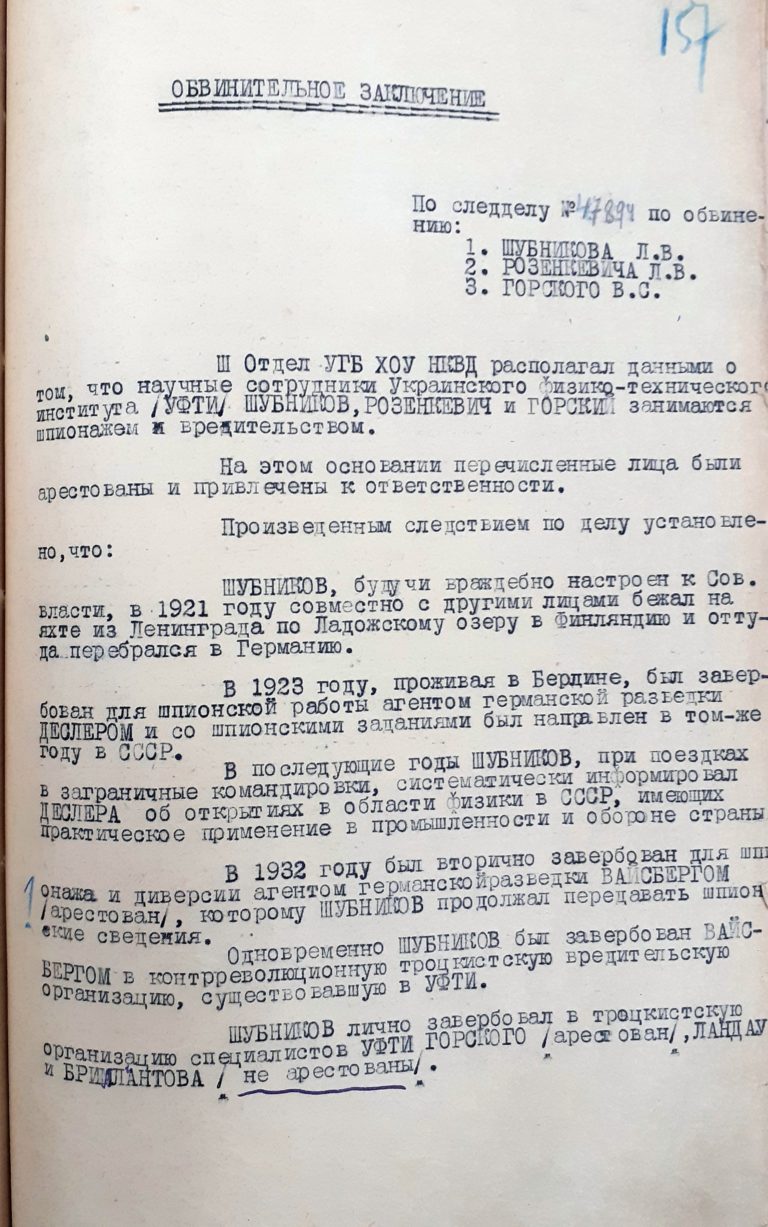 157
ОБВИНИТЕЛЬНОЕ ЗАКЛЮЧЕНИЕ
По следделу №47894 по обвине-
нию:
1. ШУБНИКОВА Л.В.
2. РОЗЕНКЕВИЧА Л.В.
3. ГОРСКОГО В.С.
Ш Отдел УГБ ХОУ НКВД располагал данными о
том, что научные сотрудники Украинского физико-технического
института /УФТИ/ ШУБНИКОВ, РОЗЕНКЕВИЧ и ГОРСКИЙ занимаются
шпионажем и вредительством.
На этом основании перечисленные лица были
арестованы и привлечены к ответственности.
Произведенным следствием по делу установле-
но, что:
ШУБНИКОВ, будучи враждебно настроен к Сов.
власти, в 1921 году совместно с другими лицами бежал на
яхте из Ленинграда по Ладожскому озеру в Финляндию и отту-
да перебрался в Германию.
В 1923 году, проживая в Берлине, был завер-
бован для шпионской работы агентом германской разведки
ДЕСЛЕРОМ и со шпионскими заданиями был направлен в том-же
году в СССР.
В последующие годы ШУБНИКОВ, при поездках
в заграничные командировки, систематически информировал
ДЕСЛЕРА об открытиях в области физики в СССР, имеющих
практическое применение в промышленности и обороне страны
В 1932 году был вторично завербован для шпи
онажа и диверсии агентом германскойразведки ВАЙСБЕРГОМ
/арестован/, которому ШУБНИКОВ продолжал передавать шпион
ские сведения.
Одновременно ШУБНИКОВ был завербован ВАЙС-
БЕРГОМ в контрреволюционную троцкистскую вредительскую
организацию, существовавшую в УФТИ.
ШУБНИКОВ лично завербовал в троцкистскую
организацию специалистов УФТИ ГОРСКОГО /арестован/, ЛАНДАУ
и БРИЛЛАНТОВА / не арестованы/.